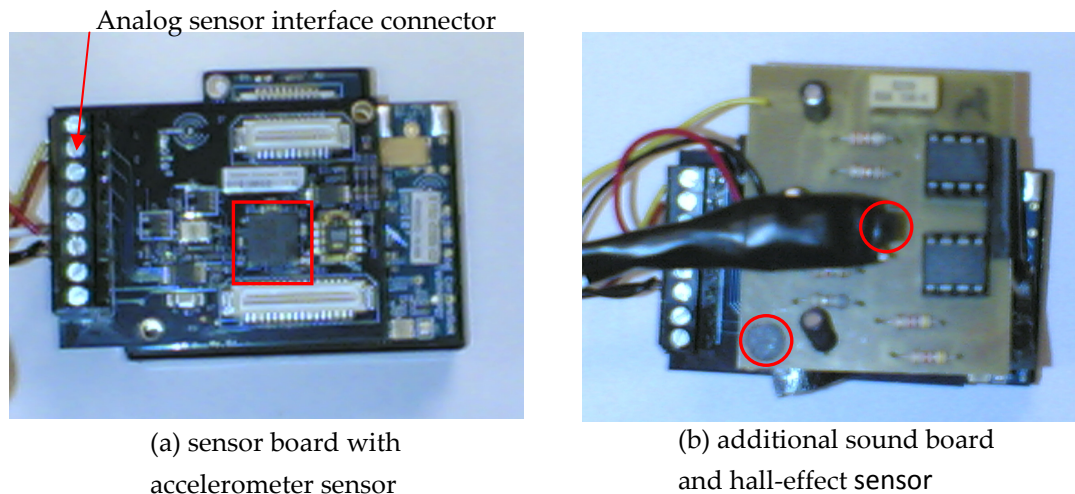 Analog sensor interface connector
(a) sensor board with
accelerometer sensor
(b) additional sound board
and hall-effect sensor